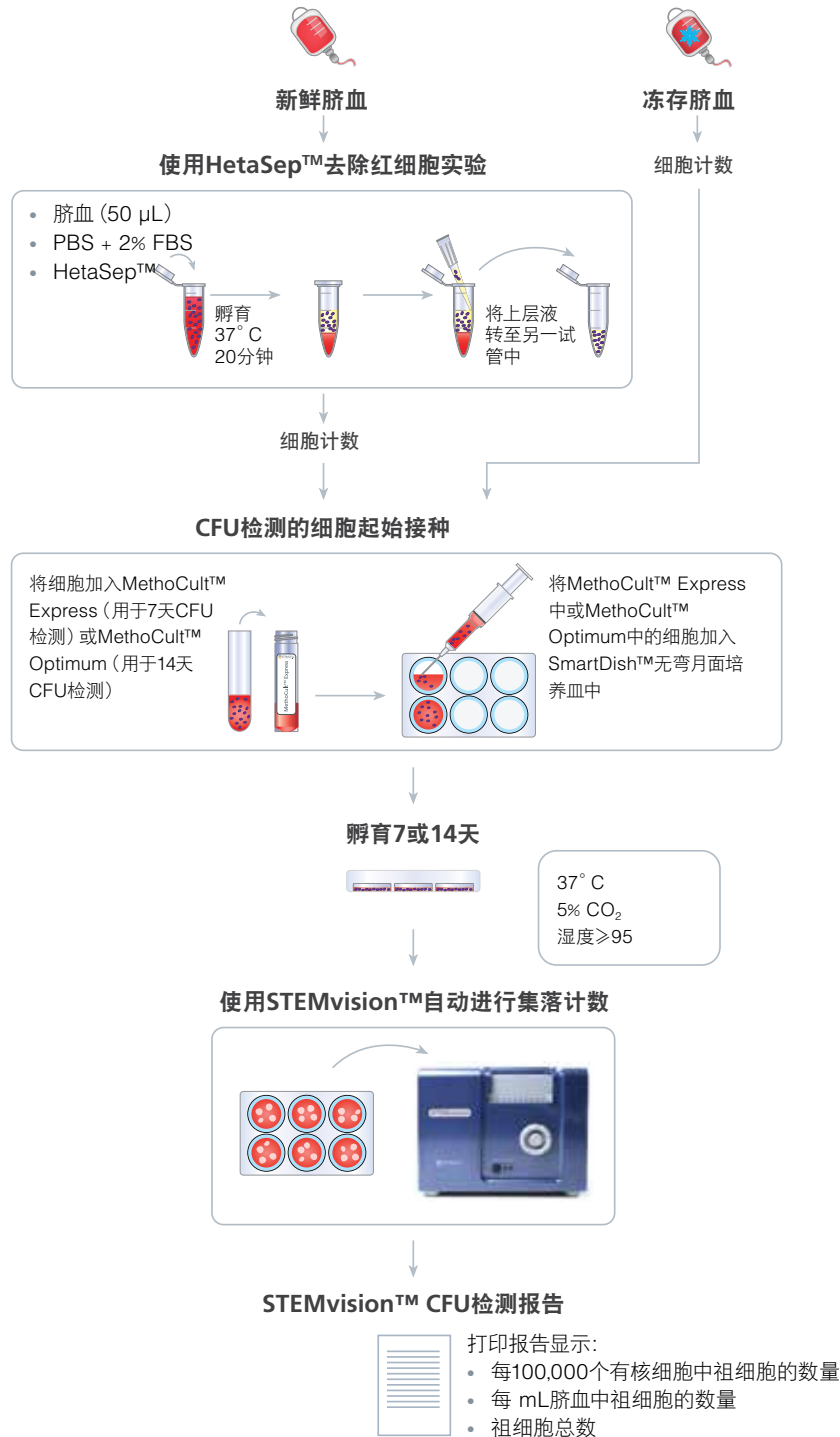 新鲜脐血
冻存脐血
使用HetaSep™去除红细胞实验
细胞计数
• 脐血（50 µL）
• PBS + 2% FBS
• HetaSep™
孵育
37° C
20分钟
将上层液
转至另一试
管中
细胞计数
CFU检测的细胞起始接种
将细胞加入MethoCult™
Express（用于7天CFU
检测）或MethoCult™
Optimum（用于14天
CFU检测）
MethoCult™ Express
将MethoCult™ Express
中或MethoCult™
Optimum中的细胞加入
SmartDish™无弯月面培
养皿中
孵育7或14天
37° C
5% CO₂
湿度≥95
使用STEMvision™自动进行集落计数
STEMvision™ CFU检测报告
打印报告显示：
• 每100,000个有核细胞中祖细胞的数量
• 每 mL脐血中祖细胞的数量
• 祖细胞总数